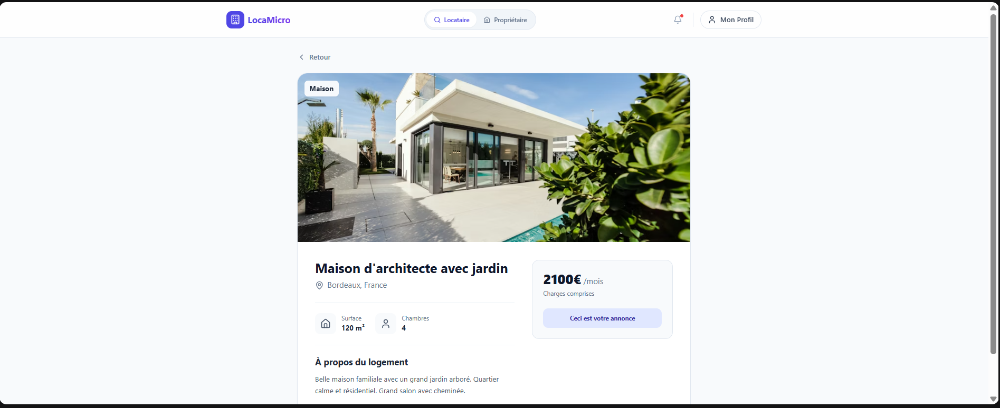 LocaMicro
Locataire
Propriétaire
Mon Profil
Retour
Maison
Maison d'architecte avec jardin
Bordeaux, France
Surface
120 m²
Chambres
4
À propos du logement
Belle maison familiale avec un grand jardin arboré. Quartier
calme et résidentiel. Grand salon avec cheminée.
2100€ /mois
Charges comprises
Ceci est votre annonce